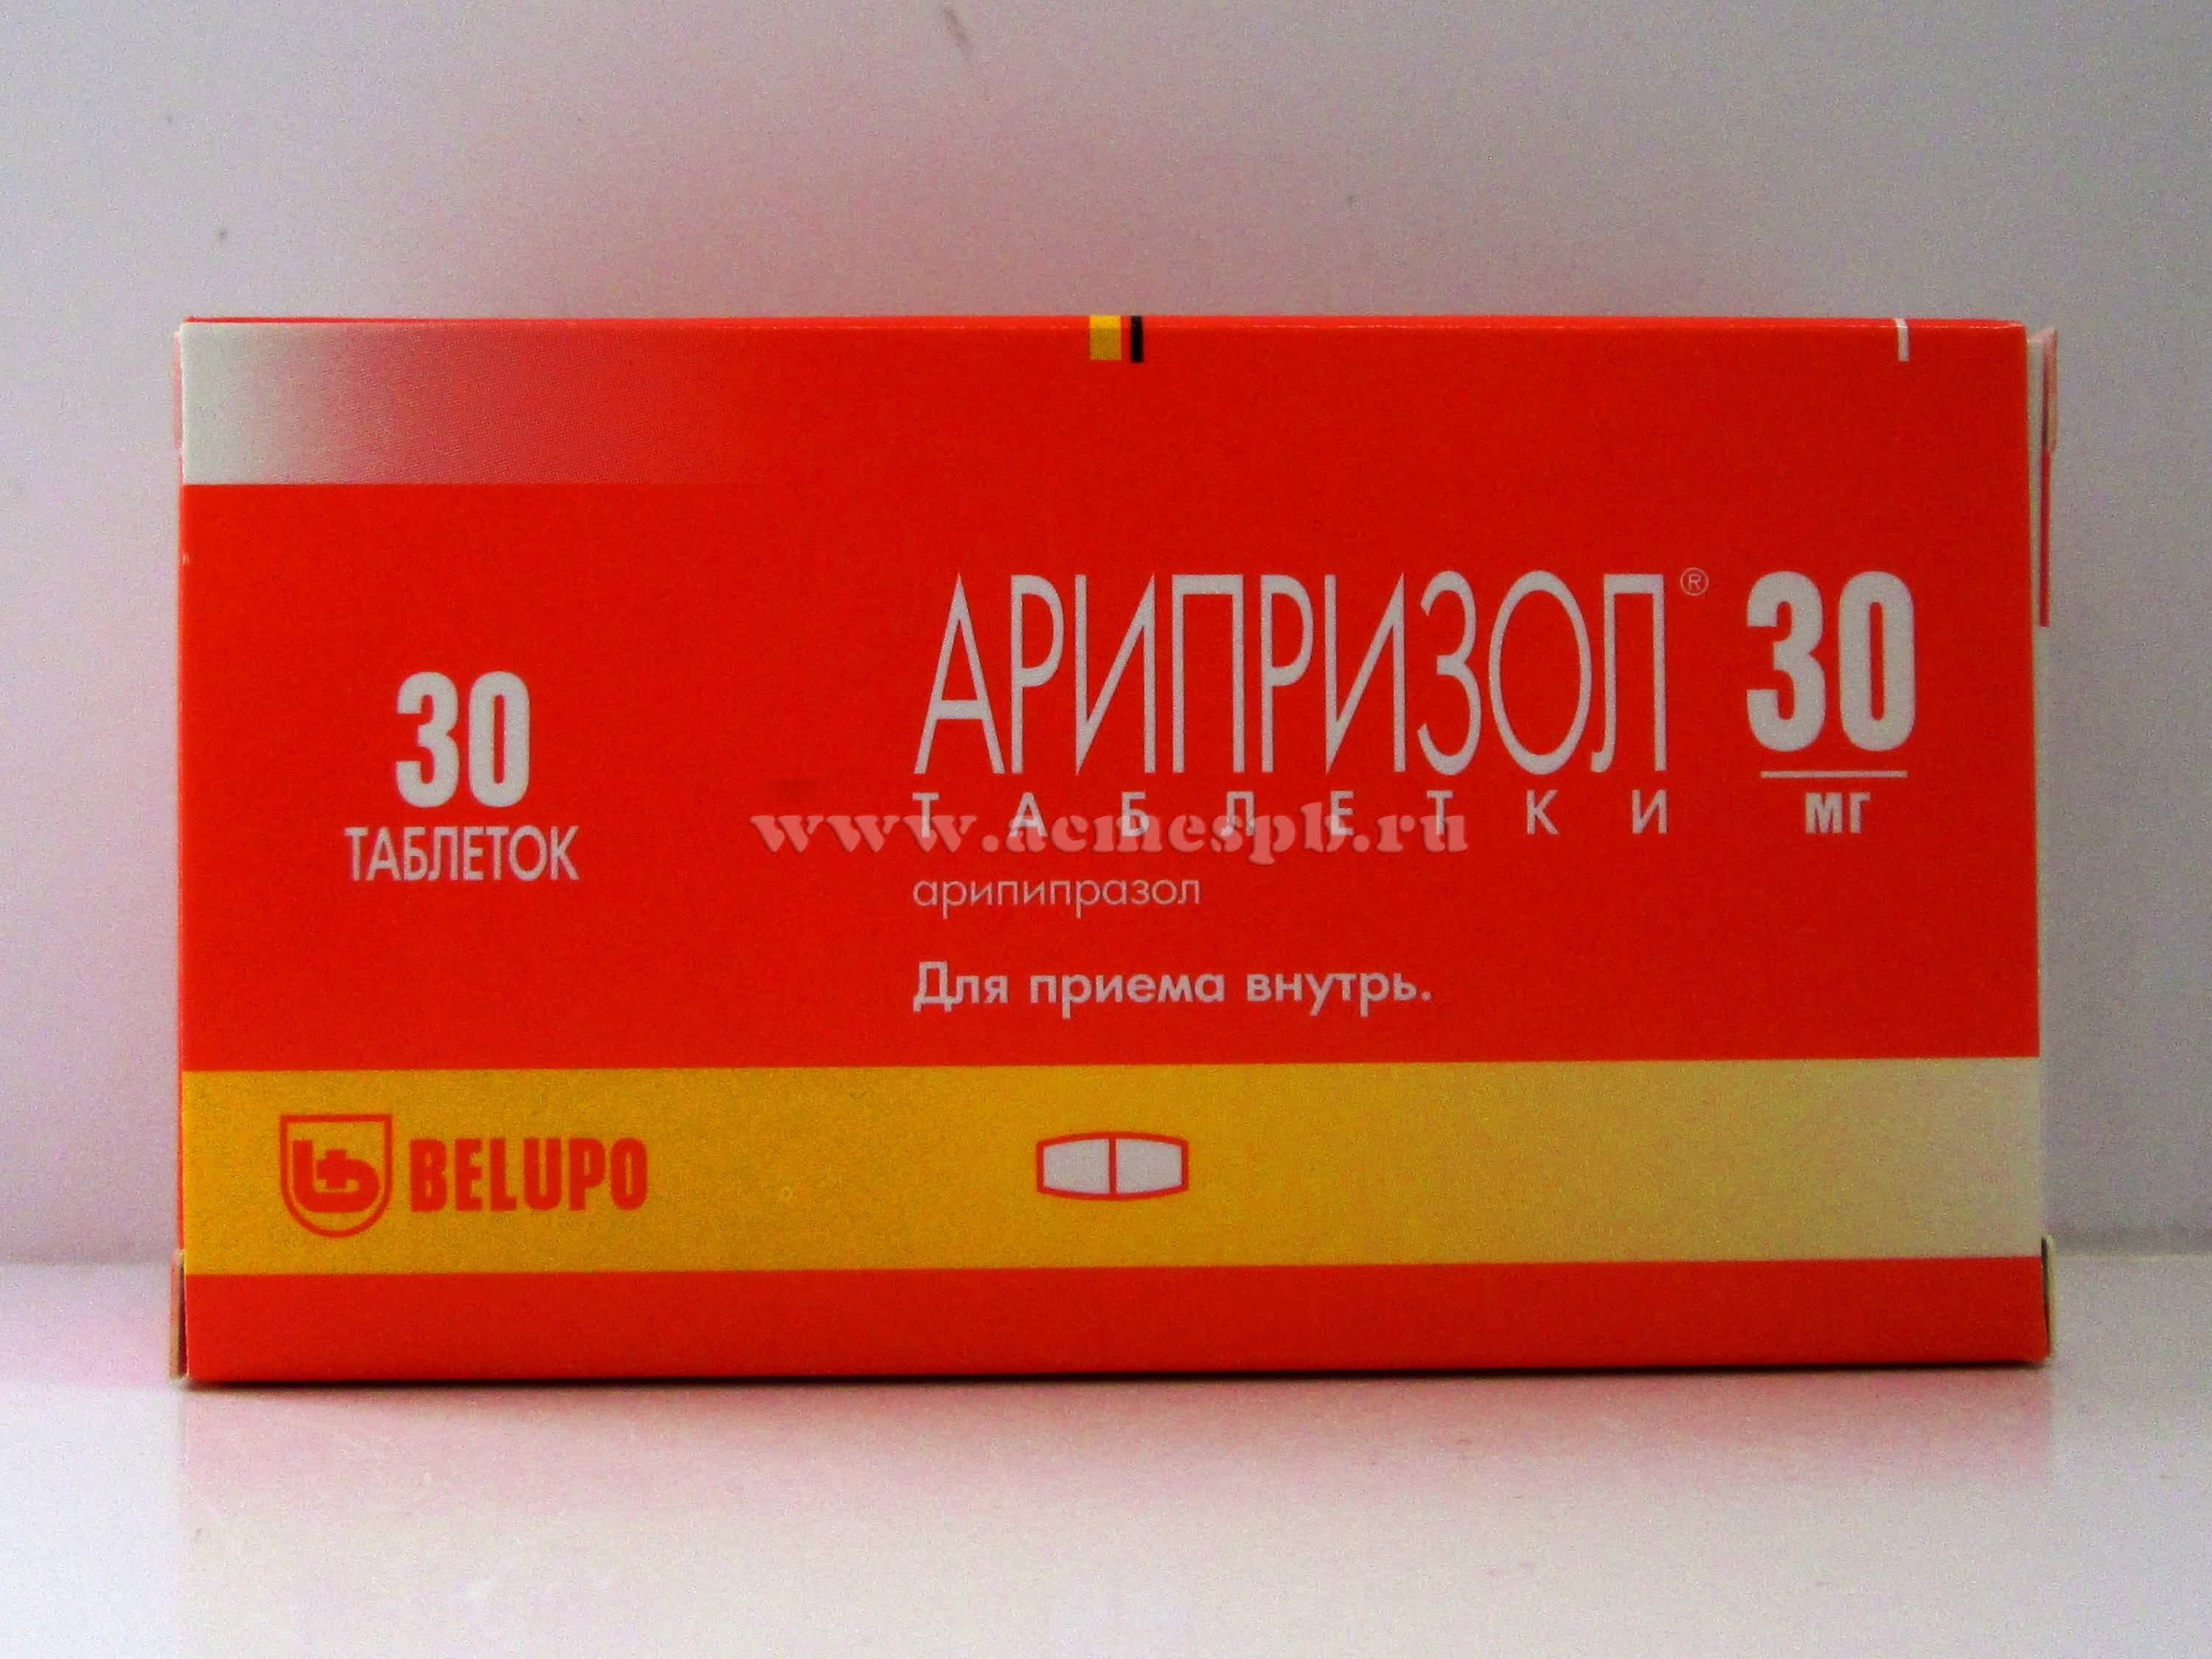 АРИПРИЗОЛ® 30
ТАБЛЕТКИ МГ
арипипразол
Для приема внутрь.
30
ТАБЛЕТОК
BELUPO
www.acmespb.ru